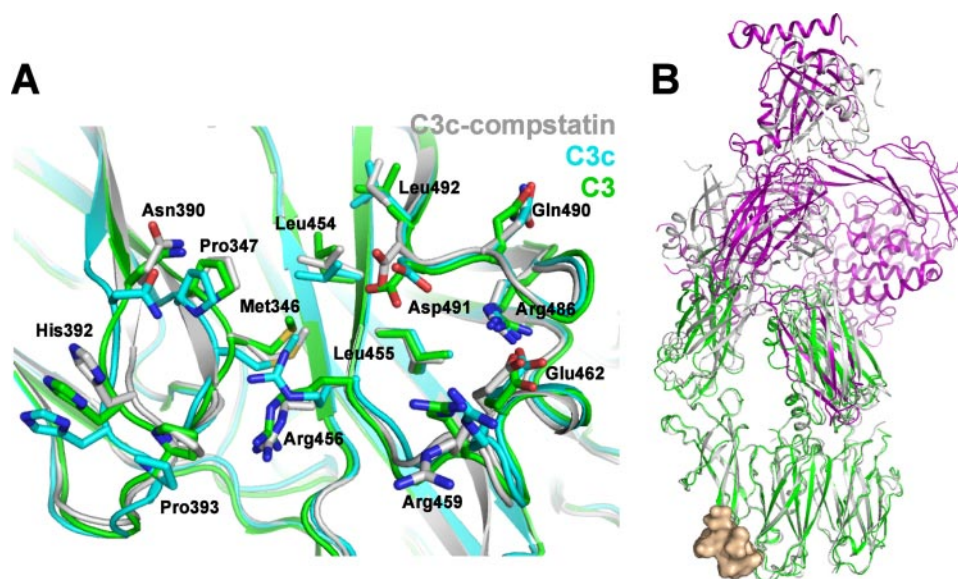 A
B
C3c-compstatin
C3c
C3
Leu492
Asn390
Leu454
Gln490
Pro347
Met346
Asp491
Arg486
His392
Leu455
Glu462
Arg456
Pro393
Arg459